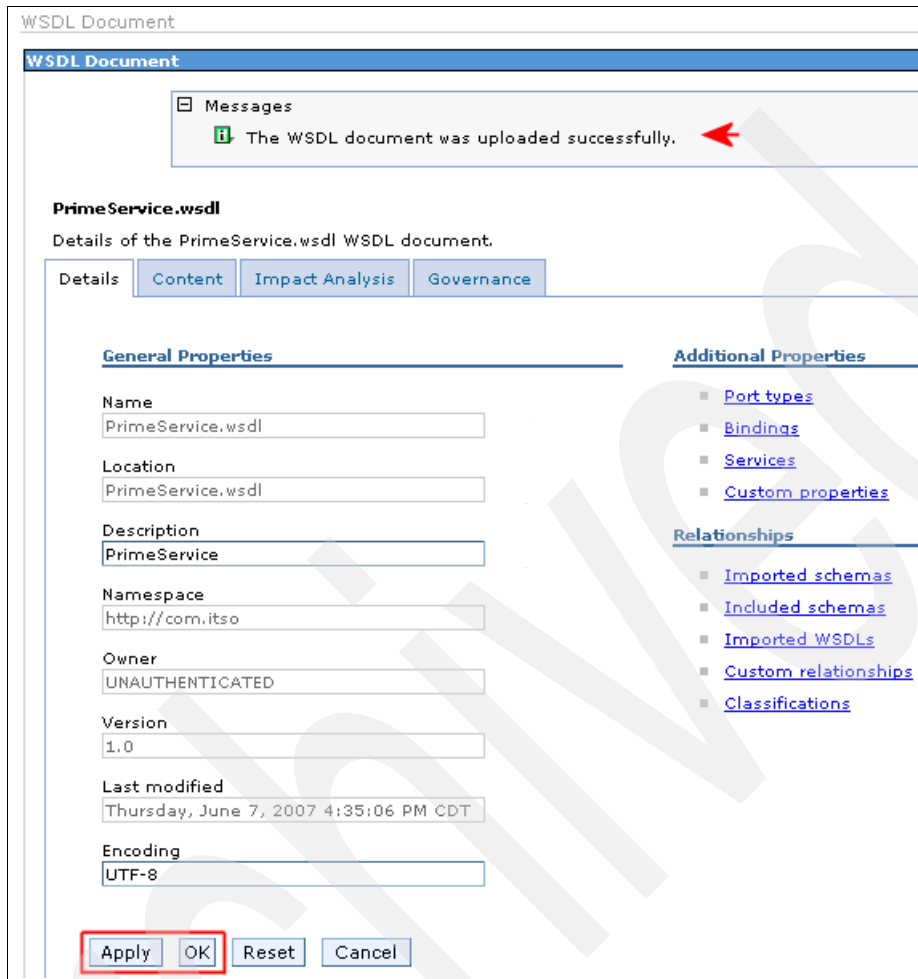 WSDL Document
WSDL Document
Messages
The WSDL document was uploaded successfully.
PrimeService.wsdl
Details of the PrimeService.wsdl WSDL document.
Details Content Impact Analysis Governance
General Properties
Name
PrimeService.wsdl
Location
PrimeService.wsdl
Description
PrimeService
Namespace
http://com.itso
Owner
UNAUTHENTICATED
Version
1.0
Last modified
Thursday, June 7, 2007 4:35:06 PM CDT
Encoding
UTF-8
Apply OK Reset Cancel
Additional Properties
Port types
Bindings
Services
Custom properties
Relationships
Imported schemas
Included schemas
Imported WSDLs
Custom relationships
Classifications